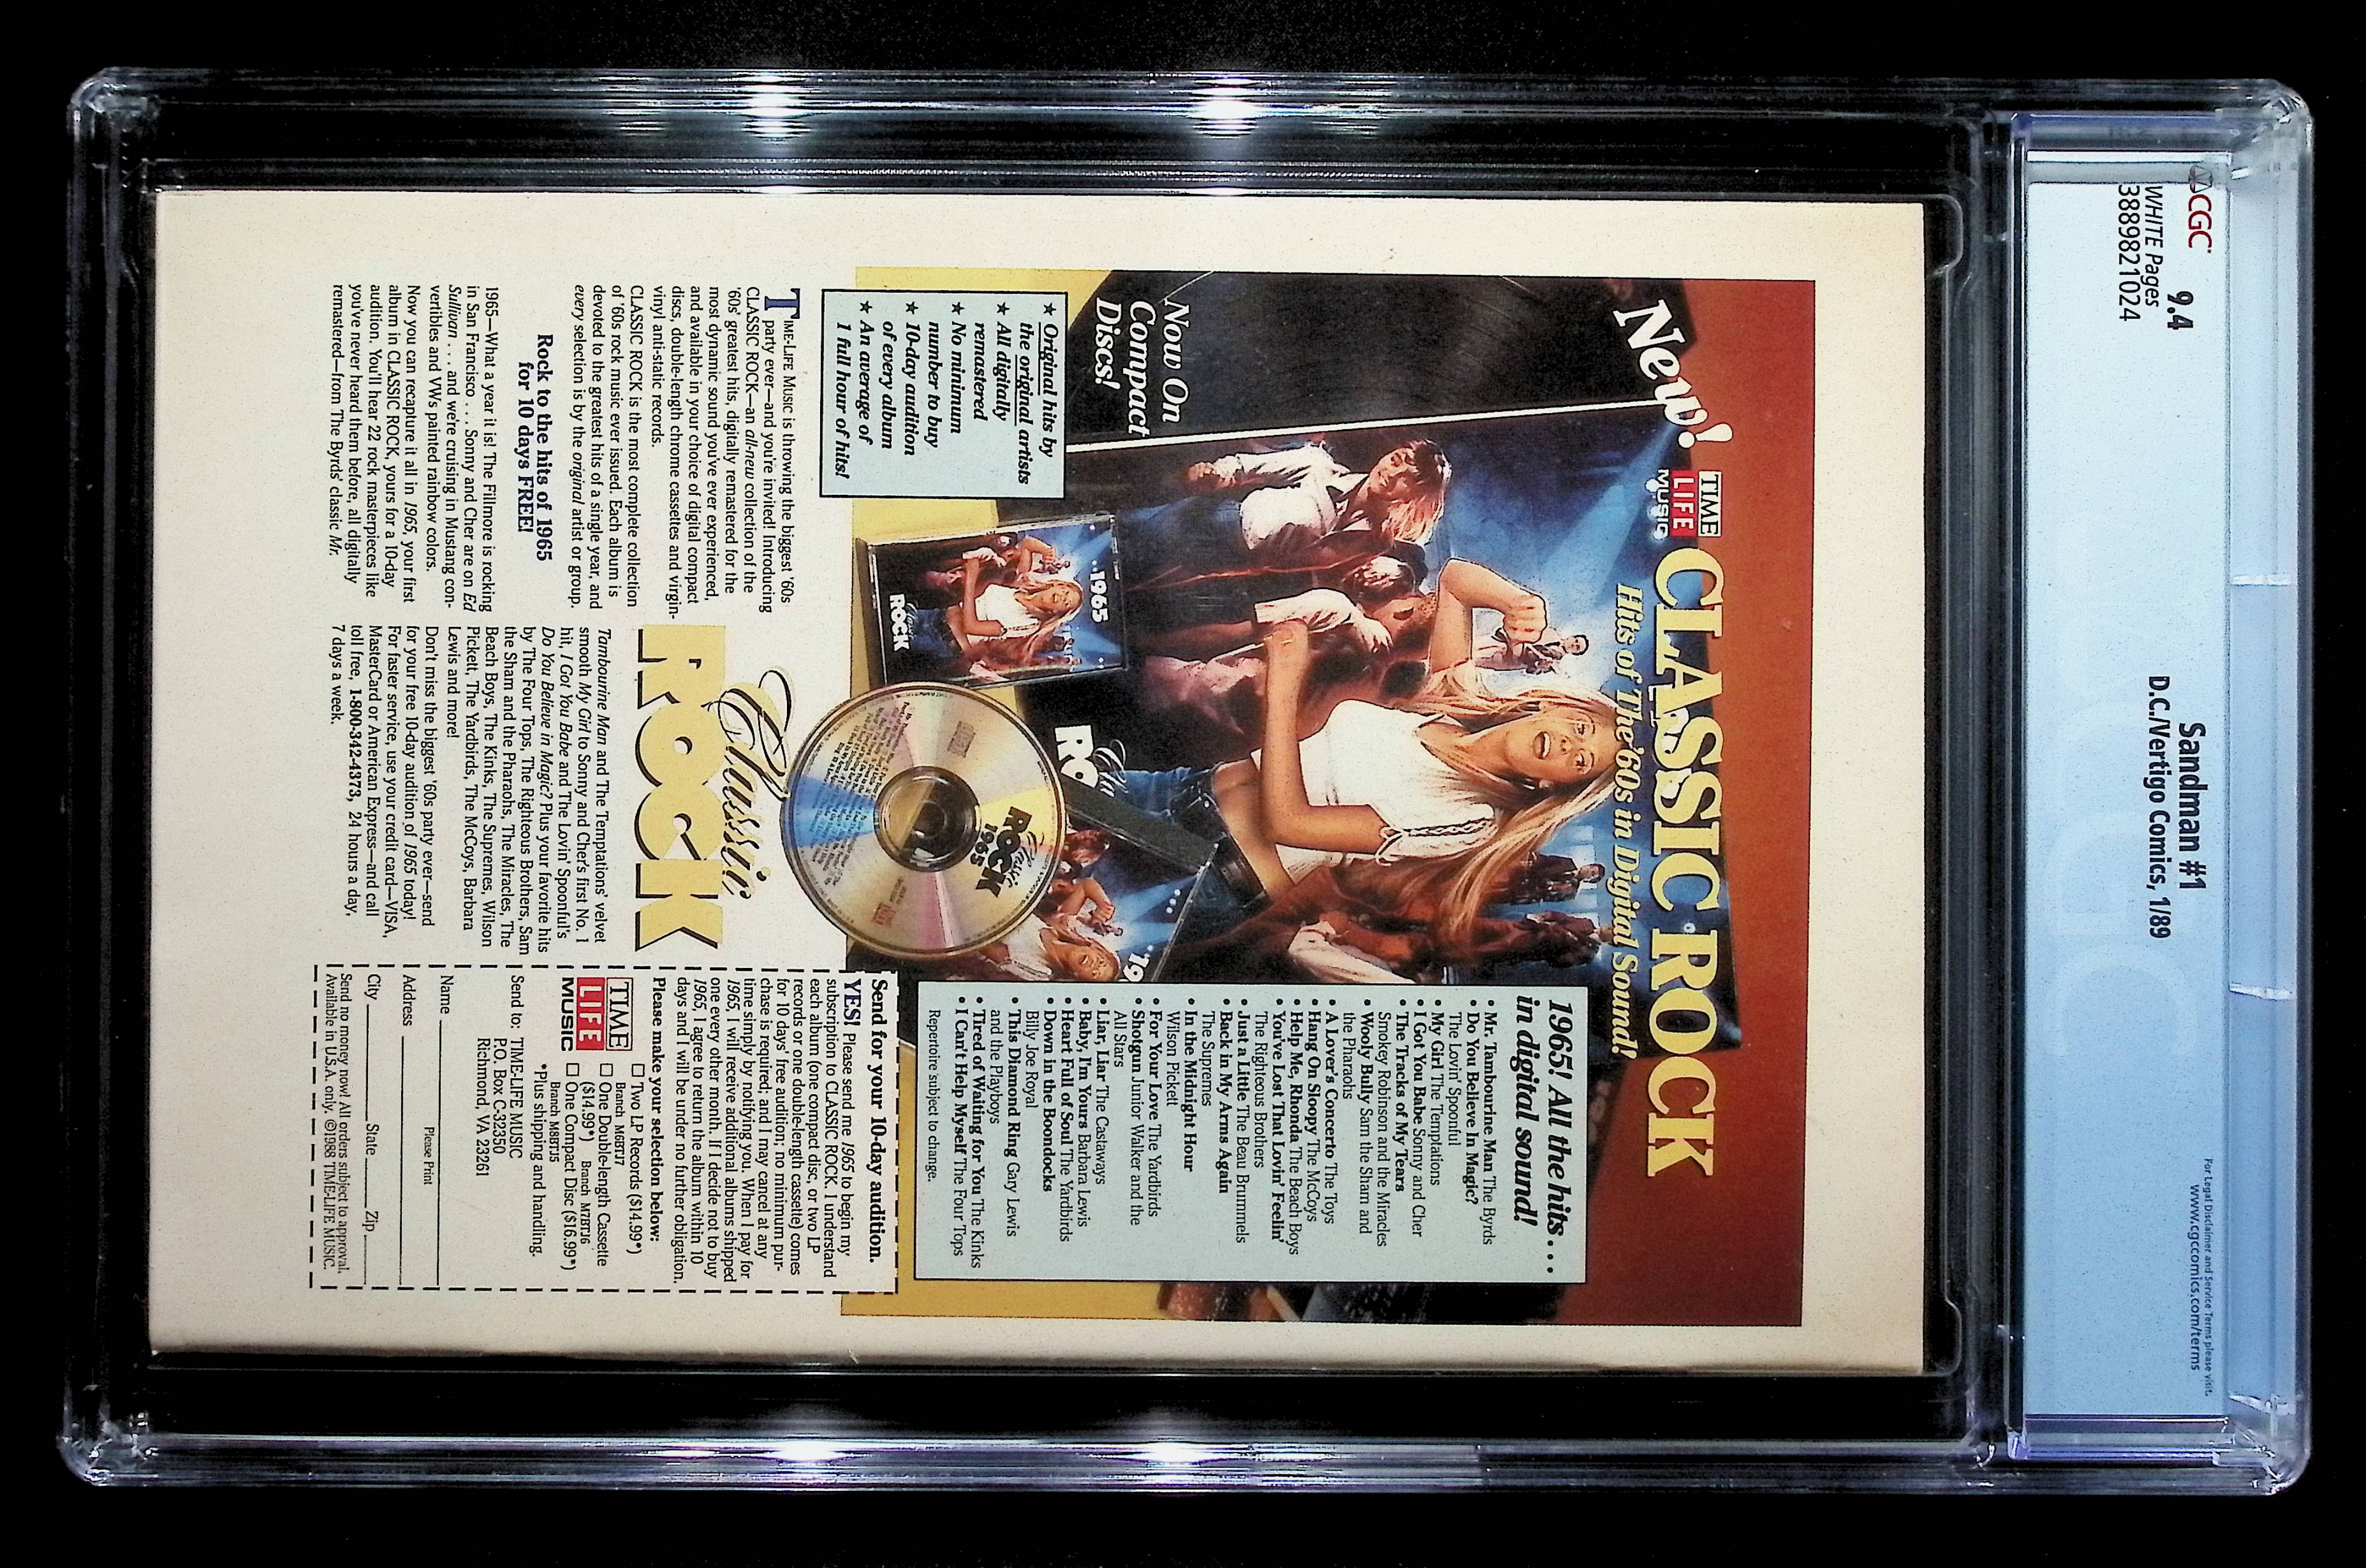 CGC
9.4
WHITE Pages
3889821024
Sandman #1
D.C./Vertigo Comics, 1/89
For Legal Disclaimer and Service Terms please visit:
www.cgccomics.com/terms
New!
TIME
LIFE
MUSIC
CLASSIC ROCK
Hits of The '60s in Digital Sound!
Now On
Compact
Discs!
★ Original hits by
the original artists
★ All digitally
remastered
★ No minimum
number to buy
★ 10-day audition
of every album
★ An average of
1 full hour of hits!
1965
ROCK
Classic
ROCK
1965
1965! All the hits . . .
in digital sound!
• Mr. Tambourine Man The Byrds
• Do You Believe In Magic?
The Lovin' Spoonful
• My Girl The Temptations
• I Got You Babe Sonny and Cher
• The Tracks of My Tears
Smokey Robinson and the Miracles
• Wooly Bully Sam the Sham and
the Pharaohs
• A Lover's Concerto The Toys
• Hang On Sloopy The McCoys
• Help Me, Rhonda The Beach Boys
• You've Lost That Lovin' Feelin'
The Righteous Brothers
• Just a Little The Beau Brummels
• Back in My Arms Again
The Supremes
• In the Midnight Hour
Wilson Pickett
• For Your Love The Yardbirds
• Shotgun Junior Walker and the
All Stars
• Liar, Liar The Castaways
• Baby, I'm Yours Barbara Lewis
• Heart Full of Soul The Yardbirds
• Down in the Boondocks
Billy Joe Royal
• This Diamond Ring Gary Lewis
and the Playboys
• Tired of Waiting for You The Kinks
• I Can't Help Myself The Four Tops
Repertoire subject to change.
TIME-LIFE MUSIC is throwing the biggest '60s
party ever—and you're invited! Introducing
CLASSIC ROCK—an all-new collection of the
'60s' greatest hits, digitally remastered for the
most dynamic sound you've ever experienced,
and available in your choice of digital compact
discs, double-length chrome cassettes and virgin-
vinyl anti-static records.
CLASSIC ROCK is the most complete collection
of '60s rock music ever issued. Each album is
devoted to the greatest hits of a single year, and
every selection is by the original artist or group.
Rock to the hits of 1965
for 10 days FREE!
1965—What a year it is! The Fillmore is rocking
in San Francisco . . . Sonny and Cher are on Ed
Sullivan . . . and we're cruising in Mustang con-
vertibles and VWs painted rainbow colors.
Now you can recapture it all in 1965, your first
album in CLASSIC ROCK, yours for a 10-day
audition. You'll hear 22 rock masterpieces like
you've never heard them before, all digitally
remastered—from The Byrds' classic Mr.
Classic
ROCK
Tambourine Man and The Temptations' velvet
smooth My Girl to Sonny and Cher's first No. 1
hit, I Got You Babe and The Lovin' Spoonful's
Do You Believe in Magic? Plus your favorite hits
by The Four Tops, The Righteous Brothers, Sam
the Sham and the Pharaohs, The Miracles, The
Beach Boys, The Kinks, The Supremes, Wilson
Pickett, The Yardbirds, The McCoys, Barbara
Lewis and more!
Don't miss the biggest '60s party ever—send
for your free 10-day audition of 1965 today!
For faster service, use your credit card—VISA,
MasterCard or American Express—and call
toll free, 1-800-342-4373, 24 hours a day,
7 days a week.
Send for your 10-day audition.
YES! Please send me 1965 to begin my
subscription to CLASSIC ROCK. I understand
each album (one compact disc, or two LP
records or one double-length cassette) comes
for 10 days' free audition; no minimum pur-
chase is required; and I may cancel at any
time simply by notifying you. When I pay for
1965, I will receive additional albums shipped
one every other month. If I decide not to buy
1965, I agree to return the album within 10
days and I will be under no further obligation.
Please make your selection below:
TIME
LIFE
MUSIC
☐ Two LP Records ($14.99*)
Branch M6BTJ7
☐ One Double-length Cassette
($14.99*) Branch M7BTJ6
☐ One Compact Disc ($16.99*)
Branch M8BTJ5
*Plus shipping and handling.
Send to: TIME-LIFE MUSIC
P.O. Box C-32350
Richmond, VA 23261
Name
Please Print
Address
City State Zip
Send no money now! All orders subject to approval.
Available in U.S.A. only. ©1988 TIME-LIFE MUSIC.